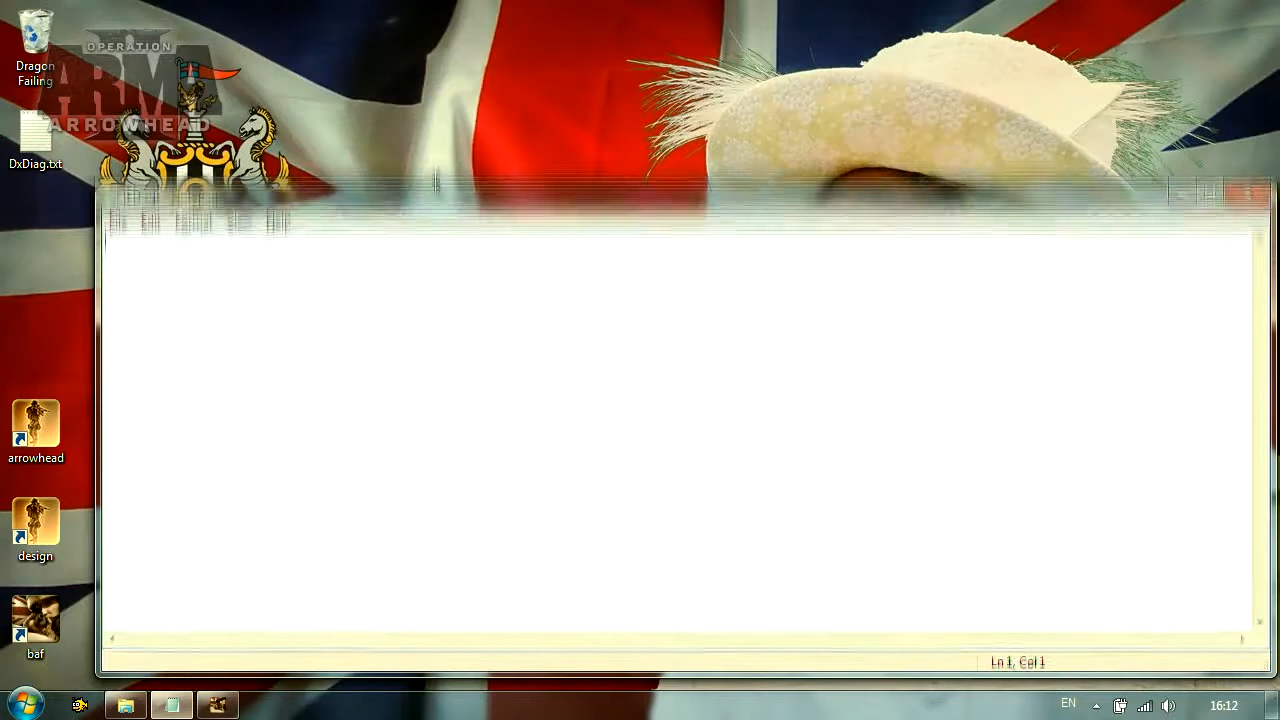 OPERATION
ARMA
ARROWHEAD
Dragon
Failing
DxDiag.txt
arrowhead
design
baf
Ln 1, Col 1
EN
16:12